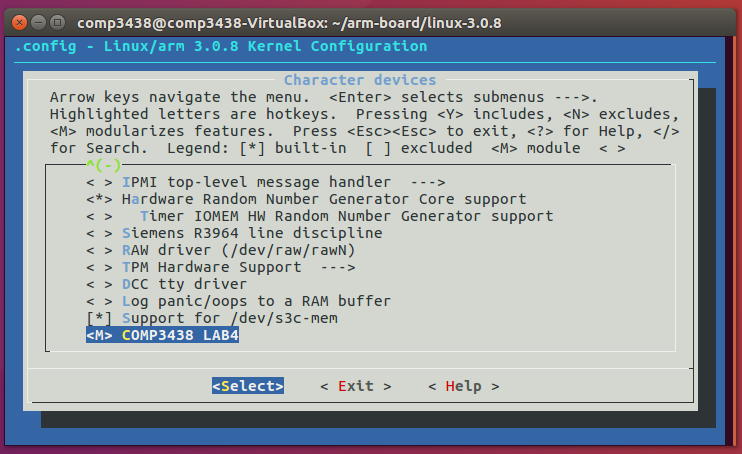 comp3438@comp3438-VirtualBox: ~/arm-board/linux-3.0.8
.config - Linux/arm 3.0.8 Kernel Configuration
Character devices
Arrow keys navigate the menu.  <Enter> selects submenus --->.
Highlighted letters are hotkeys.  Pressing <Y> includes, <N> excludes,
<M> modularizes features.  Press <Esc><Esc> to exit, <?> for Help, </>
for Search.  Legend: [*] built-in  [ ] excluded  <M> module  < >
^(-)
< > IPMI top-level message handler  --->
<*> Hardware Random Number Generator Core support
< >   Timer IOMEM HW Random Number Generator support
< > Siemens R3964 line discipline
< > RAW driver (/dev/raw/rawN)
< > TPM Hardware Support  --->
< > DCC tty driver
< > Log panic/oops to a RAM buffer
[*] Support for /dev/s3c-mem
<M> COMP3438 LAB4
<Select>    < Exit >    < Help >